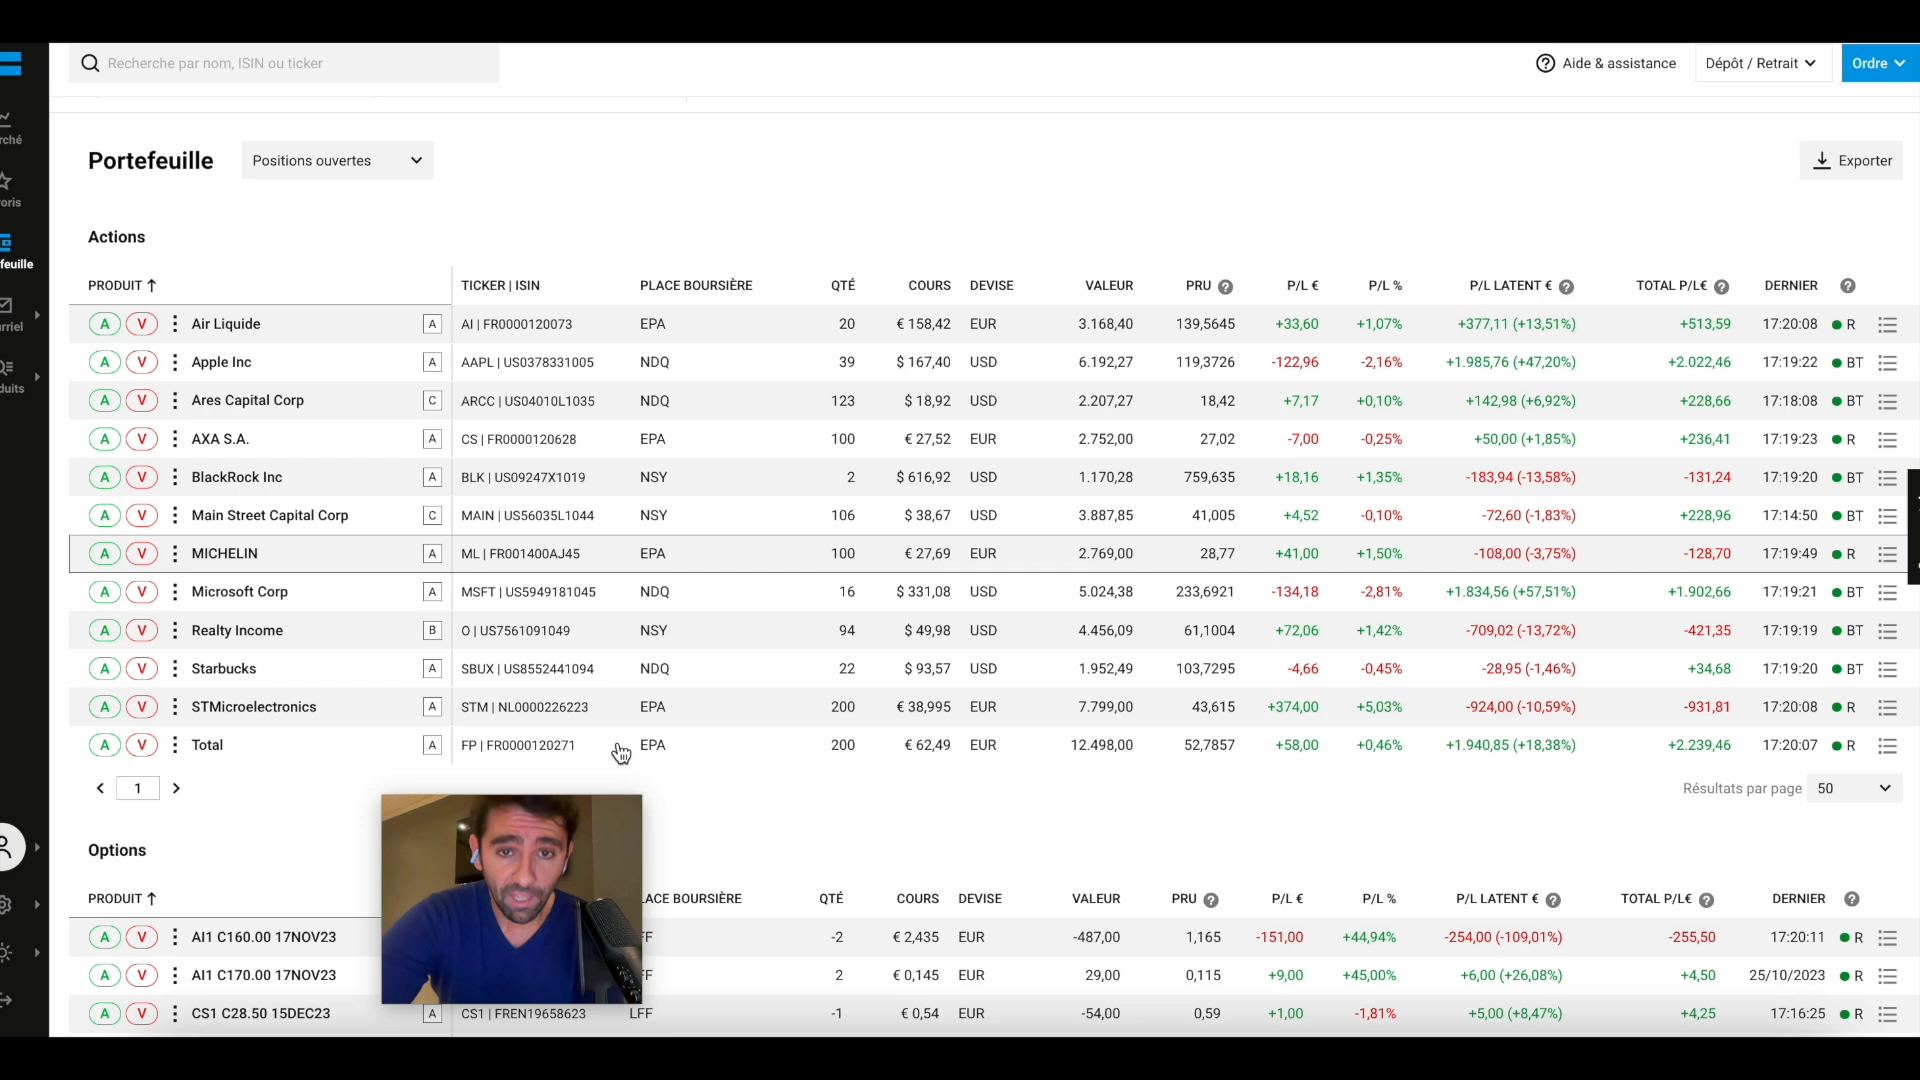 Recherche par nom, ISIN ou ticker
Aide & assistance
Dépôt / Retrait
Ordre
rché
oris
feuille
rriel
duits
Portefeuille
Positions ouvertes
Exporter
Actions
PRODUIT TICKER | ISIN PLACE BOURSIÈRE QTÉ COURS DEVISE VALEUR PRU P/L € P/L % P/L LATENT € TOTAL P/L€ DERNIER
A V Air Liquide A AI | FR0000120073 EPA 20 € 158,42 EUR 3.168,40 139,5645 +33,60 +1,07% +377,11 (+13,51%) +513,59 17:20:08 R
A V Apple Inc A AAPL | US0378331005 NDQ 39 $ 167,40 USD 6.192,27 119,3726 -122,96 -2,16% +1.985,76 (+47,20%) +2.022,46 17:19:22 BT
A V Ares Capital Corp C ARCC | US04010L1035 NDQ 123 $ 18,92 USD 2.207,27 18,42 +7,17 +0,10% +142,98 (+6,92%) +228,66 17:18:08 BT
A V AXA S.A. A CS | FR0000120628 EPA 100 € 27,52 EUR 2.752,00 27,02 -7,00 -0,25% +50,00 (+1,85%) +236,41 17:19:23 R
A V BlackRock Inc A BLK | US09247X1019 NSY 2 $ 616,92 USD 1.170,28 759,635 +18,16 +1,35% -183,94 (-13,58%) -131,24 17:19:20 BT
A V Main Street Capital Corp C MAIN | US56035L1044 NSY 106 $ 38,67 USD 3.887,85 41,005 +4,52 -0,10% -72,60 (-1,83%) +228,96 17:14:50 BT
A V MICHELIN A ML | FR001400AJ45 EPA 100 € 27,69 EUR 2.769,00 28,77 +41,00 +1,50% -108,00 (-3,75%) -128,70 17:19:49 R
A V Microsoft Corp A MSFT | US5949181045 NDQ 16 $ 331,08 USD 5.024,38 233,6921 -134,18 -2,81% +1.834,56 (+57,51%) +1.902,66 17:19:21 BT
A V Realty Income B O | US7561091049 NSY 94 $ 49,98 USD 4.456,09 61,1004 +72,06 +1,42% -709,02 (-13,72%) -421,35 17:19:19 BT
A V Starbucks A SBUX | US8552441094 NDQ 22 $ 93,57 USD 1.952,49 103,7295 -4,66 -0,45% -28,95 (-1,46%) +34,68 17:19:20 BT
A V STMicroelectronics A STM | NL0000226223 EPA 200 € 38,995 EUR 7.799,00 43,615 +374,00 +5,03% -924,00 (-10,59%) -931,81 17:20:08 R
A V Total A FP | FR0000120271 EPA 200 € 62,49 EUR 12.498,00 52,7857 +58,00 +0,46% +1.940,85 (+18,38%) +2.239,46 17:20:07 R
1
Résultats par page 50
Options
PRODUIT LACE BOURSIÈRE QTÉ COURS DEVISE VALEUR PRU P/L € P/L % P/L LATENT € TOTAL P/L€ DERNIER
A V AI1 C160.00 17NOV23 FF -2 € 2,435 EUR -487,00 1,165 -151,00 +44,94% -254,00 (-109,01%) -255,50 17:20:11 R
A V AI1 C170.00 17NOV23 FF 2 € 0,145 EUR 29,00 0,115 +9,00 +45,00% +6,00 (+26,08%) +4,50 25/10/2023 R
A V CS1 C28.50 15DEC23 A CS1 | FREN19658623 LFF -1 € 0,54 EUR -54,00 0,59 +1,00 -1,81% +5,00 (+8,47%) +4,25 17:16:25 R